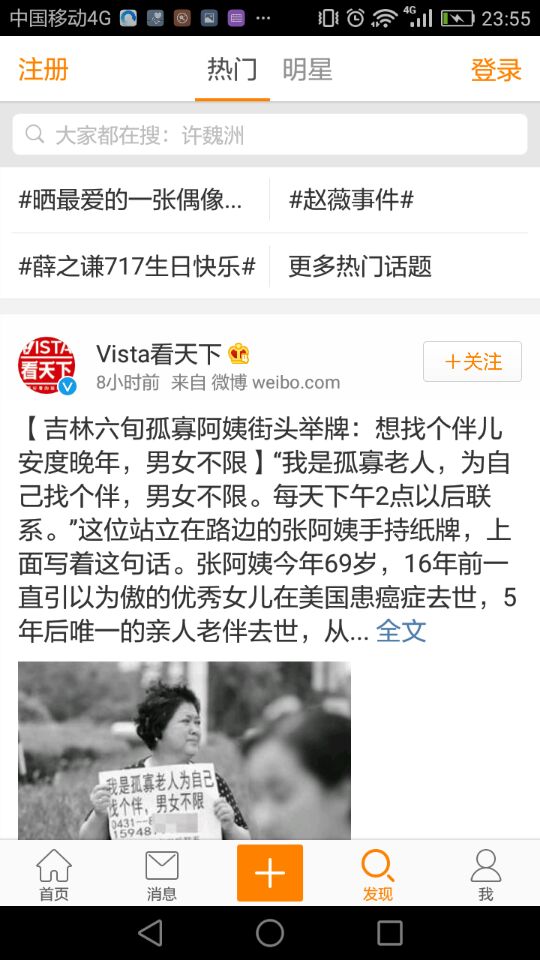 中国移动4G
4G
23:55
注册
热门
明星
登录
大家都在搜：许魏洲
#晒最爱的一张偶像...
#赵薇事件#
#薛之谦717生日快乐#
更多热门话题
VISTA
看天下
Vista看天下
+关注
8小时前 来自 微博 weibo.com
【吉林六旬孤寡阿姨街头举牌：想找个伴儿
安度晚年，男女不限】“我是孤寡老人，为自
己找个伴，男女不限。每天下午2点以后联
系。”这位站立在路边的张阿姨手持纸牌，上
面写着这句话。张阿姨今年69岁，16年前一
直引以为傲的优秀女儿在美国患癌症去世，5
年后唯一的亲人老伴去世，从... 全文
我是孤寡老人为自己
找个伴，男女不限
0431--8
15948
首页
消息
发现
我